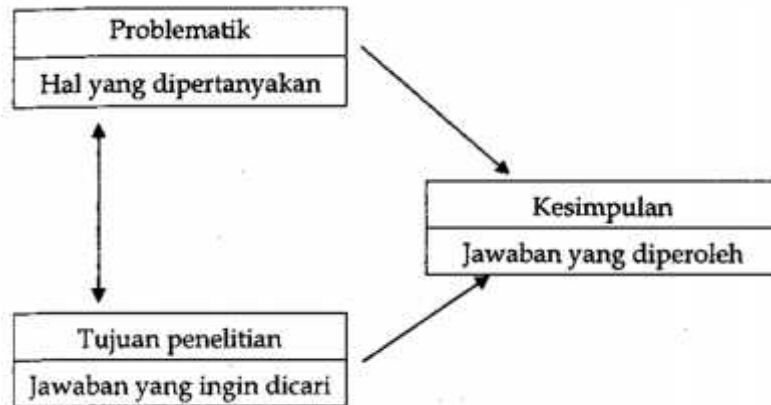 Problematik
Hal yang dipertanyakan
Kesimpulan
Jawaban yang diperoleh
Tujuan penelitian
Jawaban yang ingin dicari